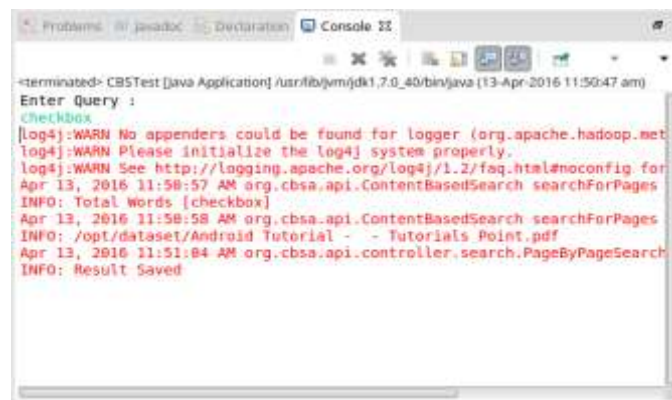 Problems @ Javadoc Declaration Console
<terminated> CBSTest [Java Application] /usr/lib/jvm/jdk1.7.0_40/bin/java (13-Apr-2016 11:50:47 am)
Enter Query :
checkbox
log4j:WARN No appenders could be found for logger (org.apache.hadoop.met
log4j:WARN Please initialize the log4j system properly.
log4j:WARN See http://logging.apache.org/log4j/1.2/faq.html#noconfig for
Apr 13, 2016 11:50:57 AM org.cbsa.api.ContentBasedSearch searchForPages
INFO: Total Words [checkbox]
Apr 13, 2016 11:50:58 AM org.cbsa.api.ContentBasedSearch searchForPages
INFO: /opt/dataset/Android Tutorial - - Tutorials Point.pdf
Apr 13, 2016 11:51:04 AM org.cbsa.api.controller.search.PageByPageSearch
INFO: Result Saved